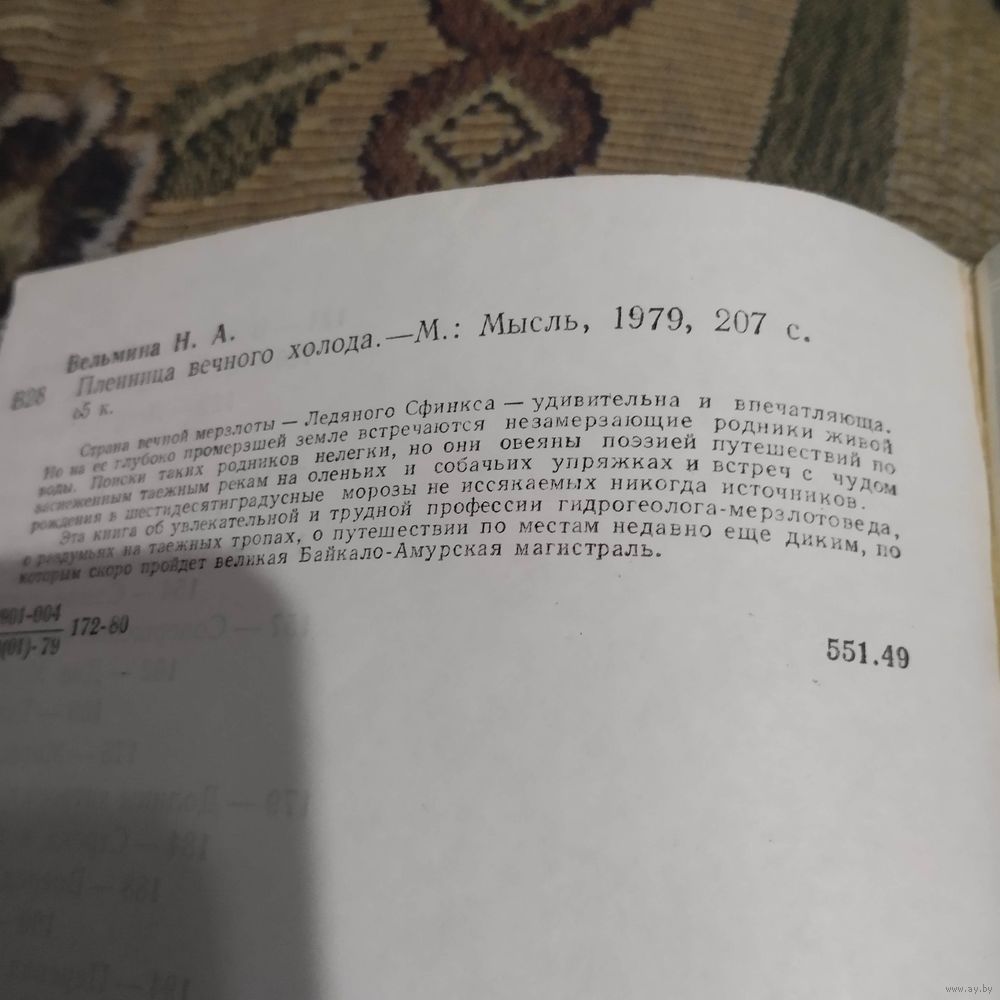 Вельмина Н. А.
В28 Пленница вечного холода.—М.: Мысль, 1979, 207 с.
65 к.
Страна вечной мерзлоты — Ледяного Сфинкса — удивительна и впечатляюща.
Но на ее глубоко промерзшей земле встречаются незамерзающие родники живой
воды. Поиски таких родников нелегки, но они овеяны поэзией путешествий по
заснеженным таежным рекам на оленьих и собачьих упряжках и встреч с чудом
рождения в шестидесятиградусные морозы не иссякаемых никогда источников.
Эта книга об увлекательной и трудной профессии гидрогеолога-мерзлотоведа,
о раздумьях на таежных тропах, о путешествии по местам недавно еще диким, по
которым скоро пройдет великая Байкало-Амурская магистраль.
901-004
(01)-79
172-80
551.49
www.ay.by